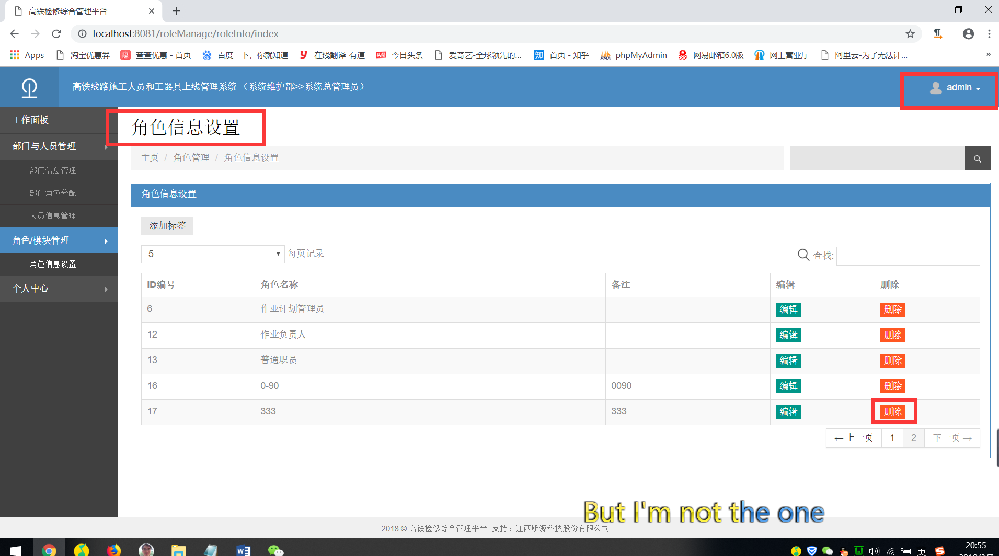 高铁检修综合管理平台
localhost:8081/roleManage/roleInfo/index
Apps 淘宝优惠券 查查优惠 - 首页 百度一下，你就知道 在线翻译_有道 今日头条 爱奇艺-全球领先的... 首页 - 知乎 phpMyAdmin 网易邮箱6.0版 网上营业厅 阿里云-为了无法计... »
高铁线路施工人员和工器具上线管理系统 （系统维护部>>系统总管理员） admin
工作面板
角色信息设置
部门与人员管理
主页 / 角色管理 / 角色信息设置
部门信息管理
部门角色分配
人员信息管理
角色/模块管理
角色信息设置
个人中心
角色信息设置
添加标签
5 每页记录 查找:
ID编号 角色名称 备注 编辑 删除
6 作业计划管理员 编辑 删除
12 作业负责人 编辑 删除
13 普通职员 编辑 删除
16 0-90 0090 编辑 删除
17 333 333 编辑 删除
← 上一页 1 2 下一页 →
But I'm not the one
2018 © 高铁检修综合管理平台. 支持：江西斯源科技股份有限公司
英 20:55